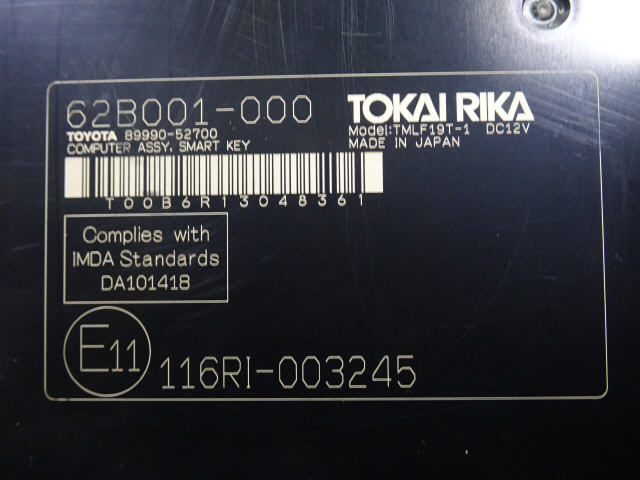 62B001-000
TOKAI RIKA
TOYOTA 89990-52700
Model:TMLF19T-1 DC12V
COMPUTER ASSY, SMART KEY
MADE IN JAPAN
T00B6R13048361
Complies with
IMDA Standards
DA101418
E11
116RI-003245